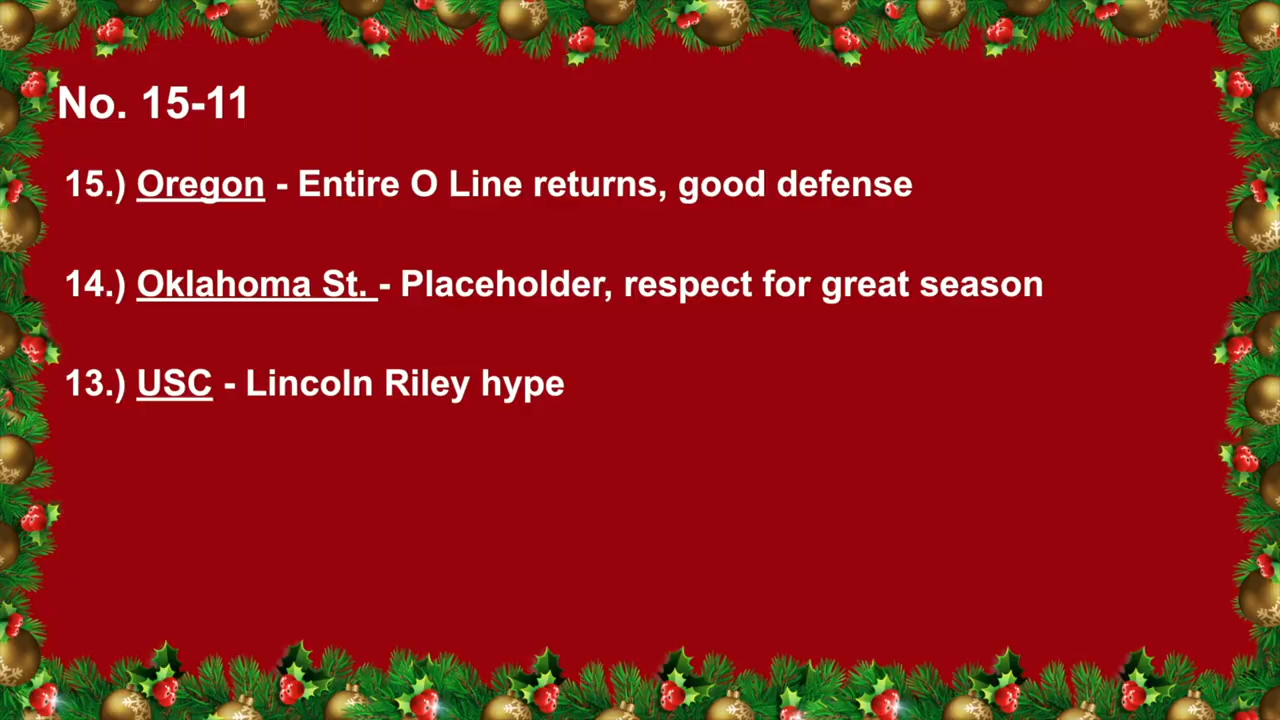 No. 15-11
15.) Oregon - Entire O Line returns, good defense
14.) Oklahoma St. - Placeholder, respect for great season
13.) USC - Lincoln Riley hype